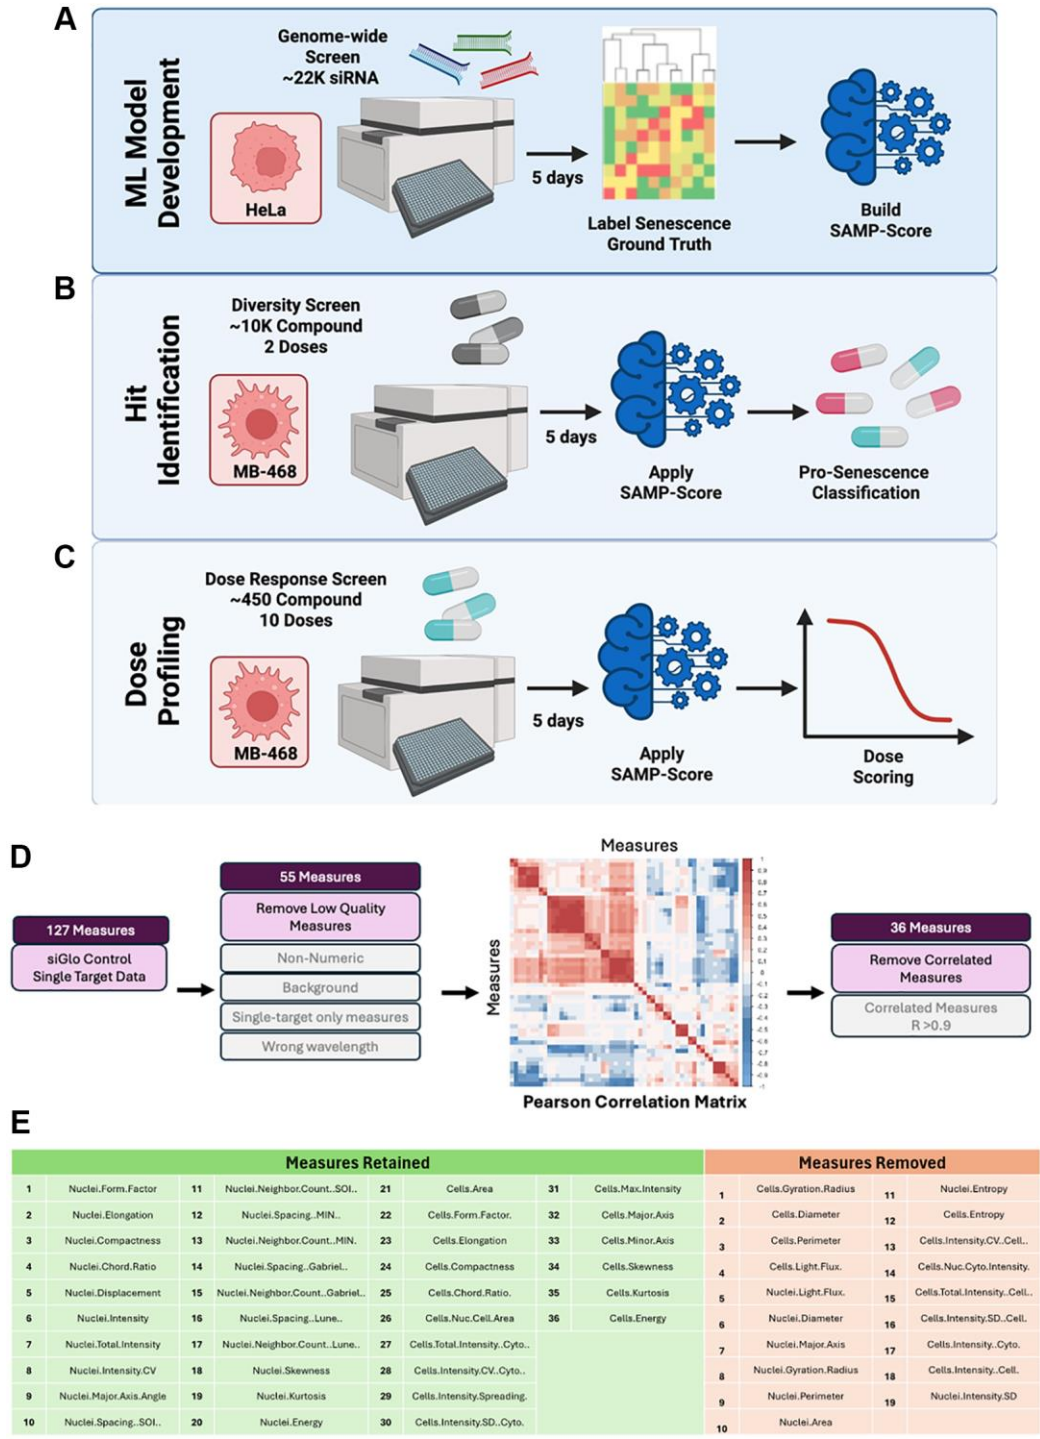 A
ML Model
Development
Genome-wide
Screen
~22K siRNA
HeLa
5 days
Label Senescence
Ground Truth
Build
SAMP-Score
B
Hit
Identification
Diversity Screen
~10K Compound
2 Doses
MB-468
5 days
Apply
SAMP-Score
Pro-Senescence
Classification
C
Dose
Profiling
Dose Response Screen
~450 Compound
10 Doses
MB-468
5 days
Apply
SAMP-Score
Dose
Scoring
D
127 Measures
siGlo Control
Single Target Data
55 Measures
Remove Low Quality
Measures
Non-Numeric
Background
Single-target only measures
Wrong wavelength
Measures
Measures
Pearson Correlation Matrix
36 Measures
Remove Correlated
Measures
Correlated Measures
R >0.9
E
Measures Retained
Measures Removed
1 Nuclei.Form.Factor 11 Nuclei.Neighbor.Count..SOI.. 21 Cells.Area 31 Cells.Max.Intensity 1 Cells.Gyration.Radius 11 Nuclei.Entropy
2 Nuclei.Elongation 12 Nuclei.Spacing..MIN.. 22 Cells.Form.Factor. 32 Cells.Major.Axis 2 Cells.Diameter 12 Cells.Entropy
3 Nuclei.Compactness 13 Nuclei.Neighbor.Count..MIN. 23 Cells.Elongation 33 Cells.Minor.Axis 3 Cells.Perimeter 13 Cells.Intensity.CV..Cell..
4 Nuclei.Chord.Ratio 14 Nuclei.Spacing..Gabriel.. 24 Cells.Compactness 34 Cells.Skewness 4 Cells.Light.Flux. 14 Cells.Nuc.Cyto.Intensity.
5 Nuclei.Displacement 15 Nuclei.Neighbor.Count..Gabriel.. 25 Cells.Chord.Ratio. 35 Cells.Kurtosis 5 Nuclei.Light.Flux. 15 Cells.Total.Intensity..Cell..
6 Nuclei.Intensity 16 Nuclei.Spacing..Lune.. 26 Cells.Nuc.Cell.Area 36 Cells.Energy 6 Nuclei.Diameter 16 Cells.Intensity.SD..Cell.
7 Nuclei.Total.Intensity 17 Nuclei.Neighbor.Count..Lune.. 27 Cells.Total.Intensity..Cyto.. 7 Nuclei.Major.Axis 17 Cells.Intensity..Cyto.
8 Nuclei.Intensity.CV 18 Nuclei.Skewness 28 Cells.Intensity.CV..Cyto.. 8 Nuclei.Gyration.Radius 18 Cells.Intensity..Cell.
9 Nuclei.Major.Axis.Angle 19 Nuclei.Kurtosis 29 Cells.Intensity.Spreading. 9 Nuclei.Perimeter 19 Nuclei.Intensity.SD
10 Nuclei.Spacing..SOI.. 20 Nuclei.Energy 30 Cells.Intensity.SD..Cyto. 10 Nuclei.Area